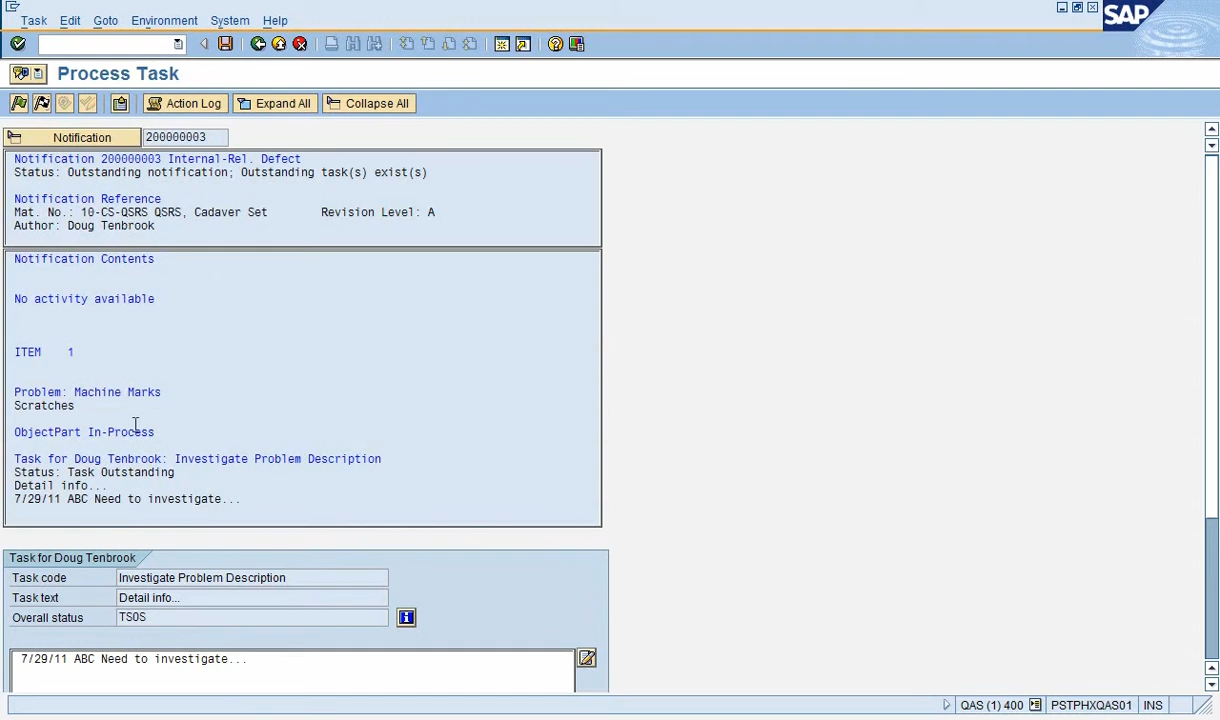 Task Edit Goto Environment System Help
SAP
Process Task
Action Log Expand All Collapse All
Notification 200000003
Notification 200000003 Internal-Rel. Defect
Status: Outstanding notification; Outstanding task(s) exist(s)
Notification Reference
Mat. No.: 10-CS-QSRS QSRS, Cadaver Set Revision Level: A
Author: Doug Tenbrook
Notification Contents
No activity available
ITEM 1
Problem: Machine Marks
Scratches
ObjectPart In-Process
Task for Doug Tenbrook: Investigate Problem Description
Status: Task Outstanding
Detail info...
7/29/11 ABC Need to investigate...
Task for Doug Tenbrook
Task code Investigate Problem Description
Task text Detail info...
Overall status TSOS
7/29/11 ABC Need to investigate...
QAS (1) 400 PSTPHXQAS01 INS